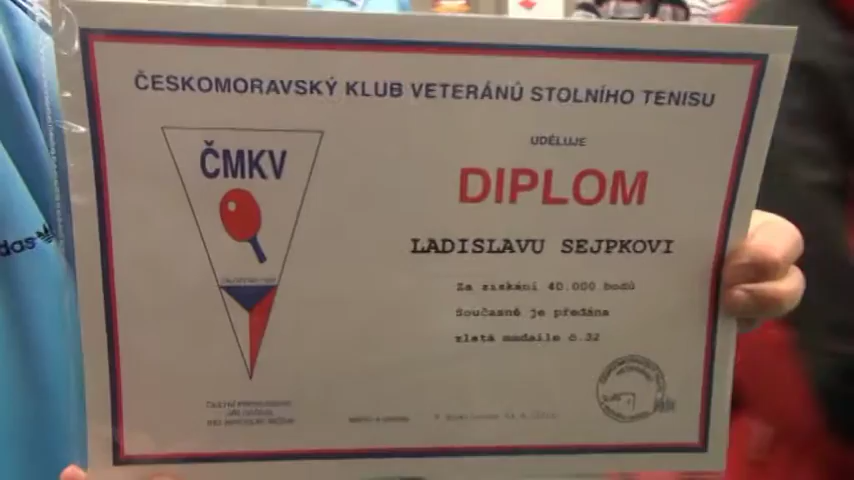 ČESKOMORAVSKÝ KLUB VETERÁNŮ STOLNÍHO TENISU
UDĚLUJE
ČMKV
DIPLOM
LADISLAVU SEJPKOVI
das
Za získání 40.000 bodů
Současně je předána
zlatá medaile č.32